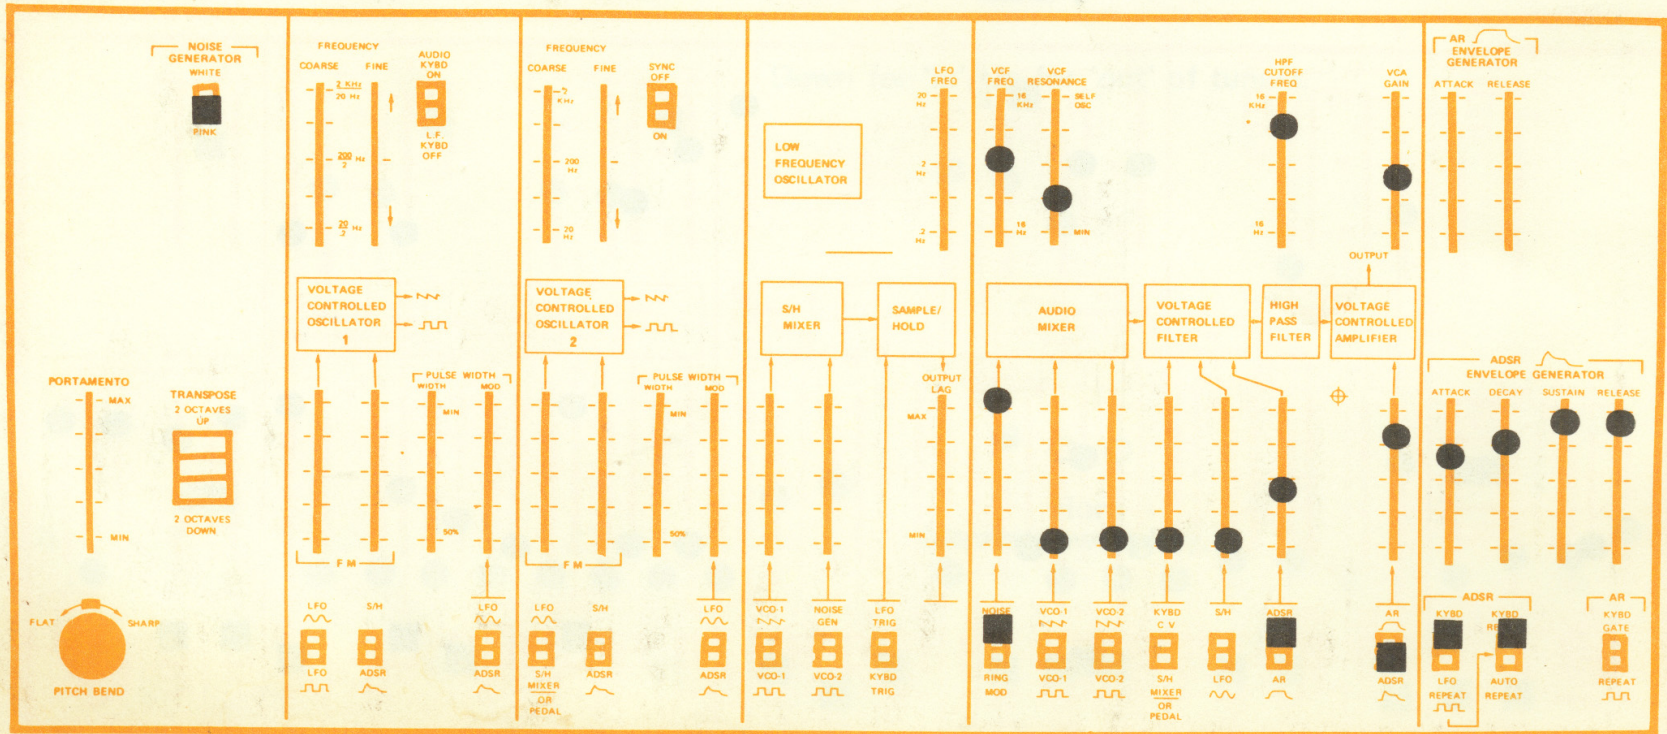 NOISE
GENERATOR
WHITE
PINK
PORTAMENTO
MAX
MIN
TRANSPOSE
2 OCTAVES
UP
2 OCTAVES
DOWN
FLAT
SHARP
PITCH BEND
FREQUENCY
COARSE FINE
2 KHz
20 Hz
200 Hz
2
20 Hz
.2
AUDIO
KYBD
ON
L.F.
KYBD
OFF
VOLTAGE
CONTROLLED
OSCILLATOR
1
PULSE WIDTH
WIDTH MOD
MIN
50%
FM
LFO S/H LFO
LFO ADSR ADSR
FREQUENCY
COARSE FINE
KHz
200
Hz
20
Hz
SYNC
OFF
ON
VOLTAGE
CONTROLLED
OSCILLATOR
2
PULSE WIDTH
WIDTH MOD
MIN
50%
FM
LFO S/H LFO
S/H ADSR ADSR
MIXER
OR
PEDAL
LOW
FREQUENCY
OSCILLATOR
LFO
FREQ
20
Hz
2
Hz
.2
Hz
S/H
MIXER
SAMPLE/
HOLD
OUTPUT
LAG
MAX
MIN
VCO-1 NOISE LFO
GEN TRIG
VCO-1 VCO-2 KYBD
TRIG
VCF
FREQ
16
KHz
16
Hz
VCF
RESONANCE
SELF
OSC
MIN
HPF
CUTOFF
FREQ
16
KHz
16
Hz
VCA
GAIN
OUTPUT
AUDIO
MIXER
VOLTAGE
CONTROLLED
FILTER
HIGH
PASS
FILTER
VOLTAGE
CONTROLLED
AMPLIFIER
NOISE VCO-1 VCO-2 KYBD S/H ADSR AR
C V
RING VCO-1 VCO-2 S/H LFO AR ADSR
MOD MIXER
OR
PEDAL
AR
ENVELOPE
GENERATOR
ATTACK RELEASE
ADSR
ENVELOPE GENERATOR
ATTACK DECAY SUSTAIN RELEASE
ADSR
KYBD KYBD
LFO AUTO
REPEAT REPEAT
AR
KYBD
GATE
REPEAT